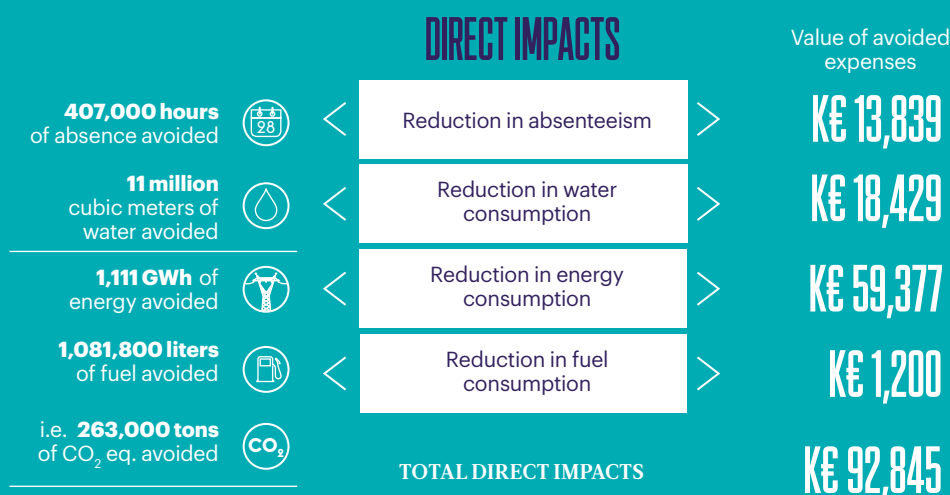 DIRECT IMPACTS
Value of avoided
expenses
407,000 hours
of absence avoided
28
Reduction in absenteeism
K€ 13,839
11 million
cubic meters of
water avoided
Reduction in water
consumption
K€ 18,429
1,111 GWh of
energy avoided
Reduction in energy
consumption
K€ 59,377
1,081,800 liters
of fuel avoided
Reduction in fuel
consumption
K€ 1,200
i.e. 263,000 tons
of CO₂ eq. avoided
CO₂
TOTAL DIRECT IMPACTS
K€ 92,845